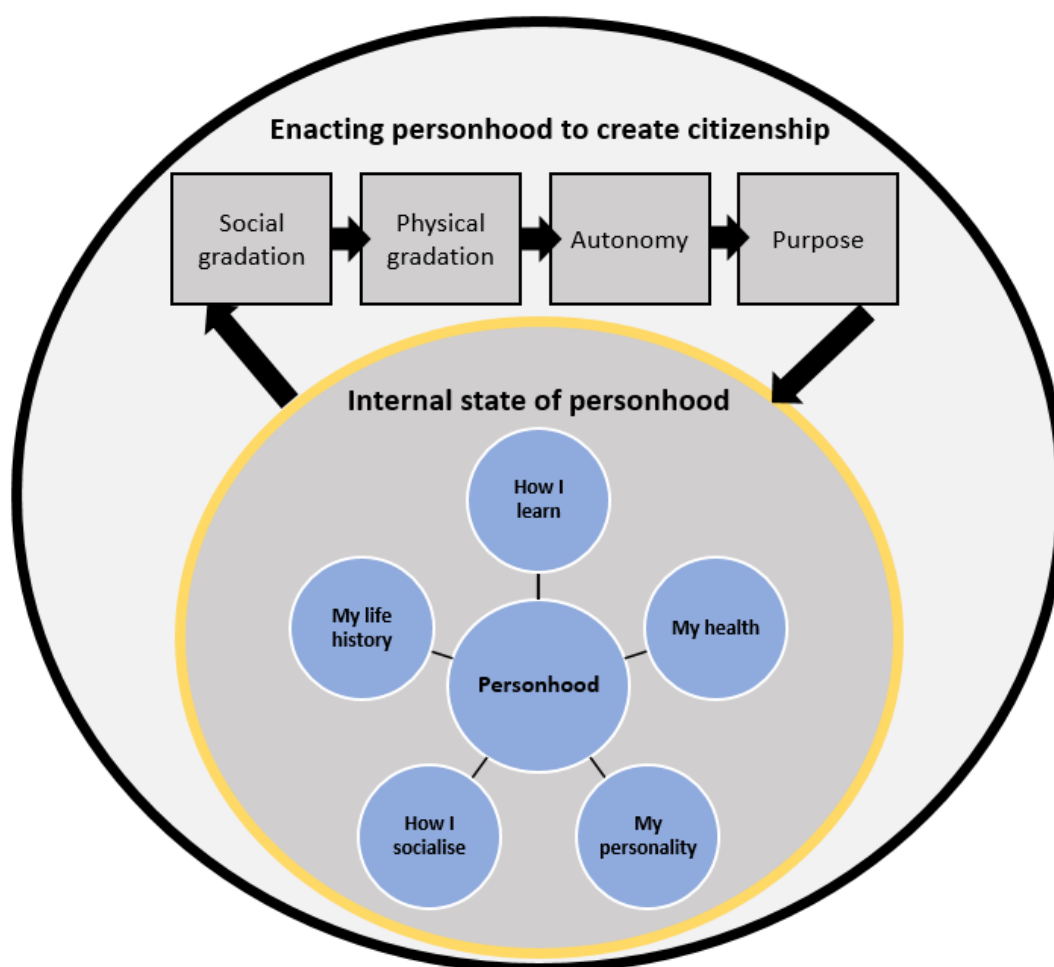 Enacting personhood to create citizenship
Social
gradation
Physical
gradation
Autonomy
Purpose
Internal state of personhood
How I
learn
My life
history
My health
Personhood
How I
socialise
My
personality